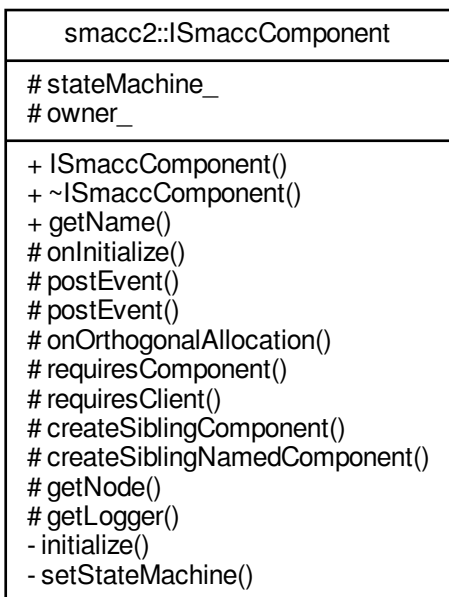 smacc2::ISmaccComponent
# stateMachine_
# owner_
+ ISmaccComponent()
+ ~ISmaccComponent()
+ getName()
# onInitialize()
# postEvent()
# postEvent()
# onOrthogonalAllocation()
# requiresComponent()
# requiresClient()
# createSiblingComponent()
# createSiblingNamedComponent()
# getNode()
# getLogger()
- initialize()
- setStateMachine()